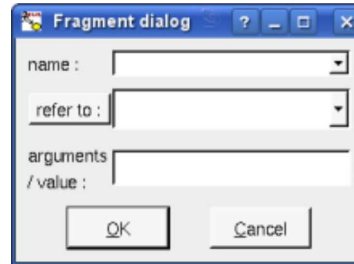 Fragment dialog
name :
refer to :
arguments
/ value :
OK
Cancel